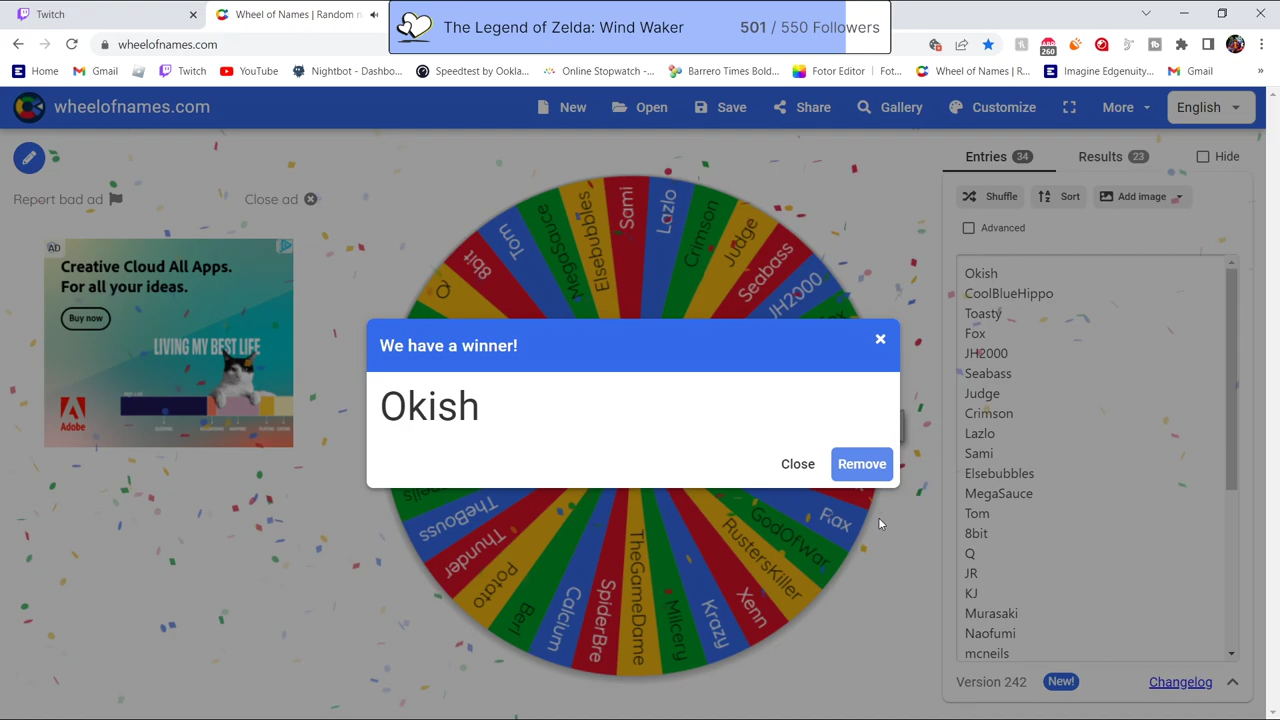 Twitch
Wheel of Names | Random n
The Legend of Zelda: Wind Waker
501 / 550 Followers
wheelofnames.com
260
Home
Gmail
Twitch
YouTube
Nightbot - Dashbo...
Speedtest by Ookla...
Online Stopwatch -...
Barrero Times Bold...
Fotor Editor | Fot...
Wheel of Names | R...
Imagine Edgenuity...
Gmail
wheelofnames.com
New
Open
Save
Share
Gallery
Customize
More
English
Report bad ad
Close ad
AD
Creative Cloud All Apps.
For all your ideas.
Buy now
LIVING MY BEST LIFE
Adobe
Q
8bit
Tom
MegaSauce
Elsebubbles
Sami
Lazlo
Crimson
Judge
Seabass
JH2000
Fox
We have a winner!
Okish
Close
Remove
TheBouss
Thunder
Potato
Berl
Calcium
SpiderBre
TheGameDame
Milcery
Krazy
Xenn
RustersKiller
GodOfWar
Entries 34
Results 23
Hide
Shuffle
Sort
Add image
Advanced
Okish
CoolBlueHippo
Toasty
Fox
JH2000
Seabass
Judge
Crimson
Lazlo
Sami
Elsebubbles
MegaSauce
Tom
8bit
Q
JR
KJ
Murasaki
Naofumi
mcneils
Version 242
New!
Changelog